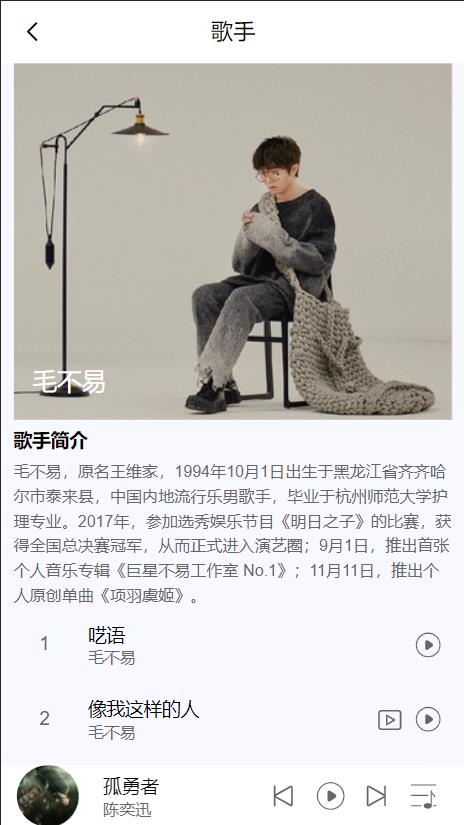 歌手
毛不易
歌手简介
毛不易，原名王维家，1994年10月1日出生于黑龙江省齐齐哈
尔市泰来县，中国内地流行乐男歌手，毕业于杭州师范大学护
理专业。2017年，参加选秀娱乐节目《明日之子》的比赛，获
得全国总决赛冠军，从而正式进入演艺圈；9月1日，推出首张
个人音乐专辑《巨星不易工作室 No.1》；11月11日，推出个
人原创单曲《项羽虞姬》。
1
呓语
毛不易
2
像我这样的人
毛不易
孤勇者
陈奕迅